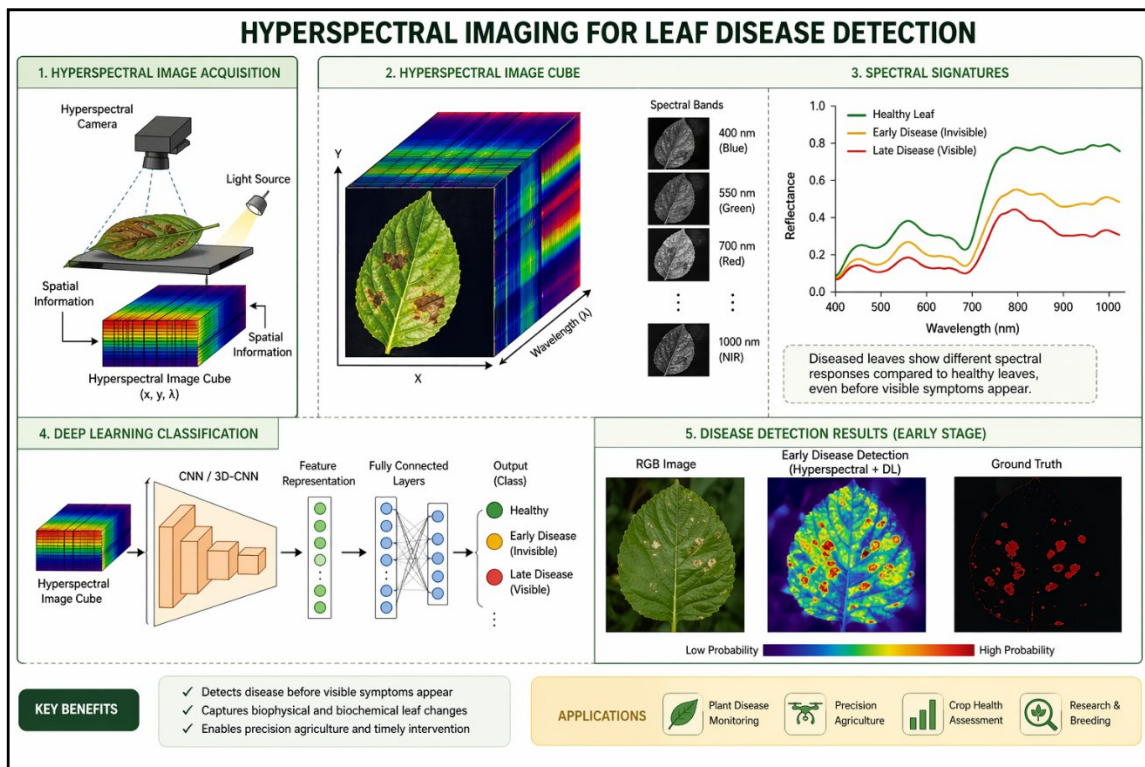 HYPERSPECTRAL IMAGING FOR LEAF DISEASE DETECTION
1. HYPERSPECTRAL IMAGE ACQUISITION
Hyperspectral
Camera
Light Source
Spatial
Information
Spatial
Information
Hyperspectral Image Cube
(x, y, λ)
2. HYPERSPECTRAL IMAGE CUBE
Y
X
Wavelength (λ)
Spectral Bands
400 nm
(Blue)
550 nm
(Green)
700 nm
(Red)
1000 nm
(NIR)
3. SPECTRAL SIGNATURES
Healthy Leaf
Early Disease (Invisible)
Late Disease (Visible)
Reflectance
1.0
0.8
0.6
0.4
0.2
0.0
400
500
600
700
800
900
1000
Wavelength (nm)
Diseased leaves show different spectral
responses compared to healthy leaves,
even before visible symptoms appear.
4. DEEP LEARNING CLASSIFICATION
Hyperspectral
Image Cube
CNN / 3D-CNN
Feature
Representation
Fully Connected
Layers
Output
(Class)
Healthy
Early Disease
(Invisible)
Late Disease
(Visible)
5. DISEASE DETECTION RESULTS (EARLY STAGE)
RGB Image
Early Disease Detection
(Hyperspectral + DL)
Ground Truth
Low Probability
High Probability
KEY BENEFITS
✓ Detects disease before visible symptoms appear
✓ Captures biophysical and biochemical leaf changes
✓ Enables precision agriculture and timely intervention
APPLICATIONS
Plant Disease
Monitoring
Precision
Agriculture
Crop Health
Assessment
Research &
Breeding